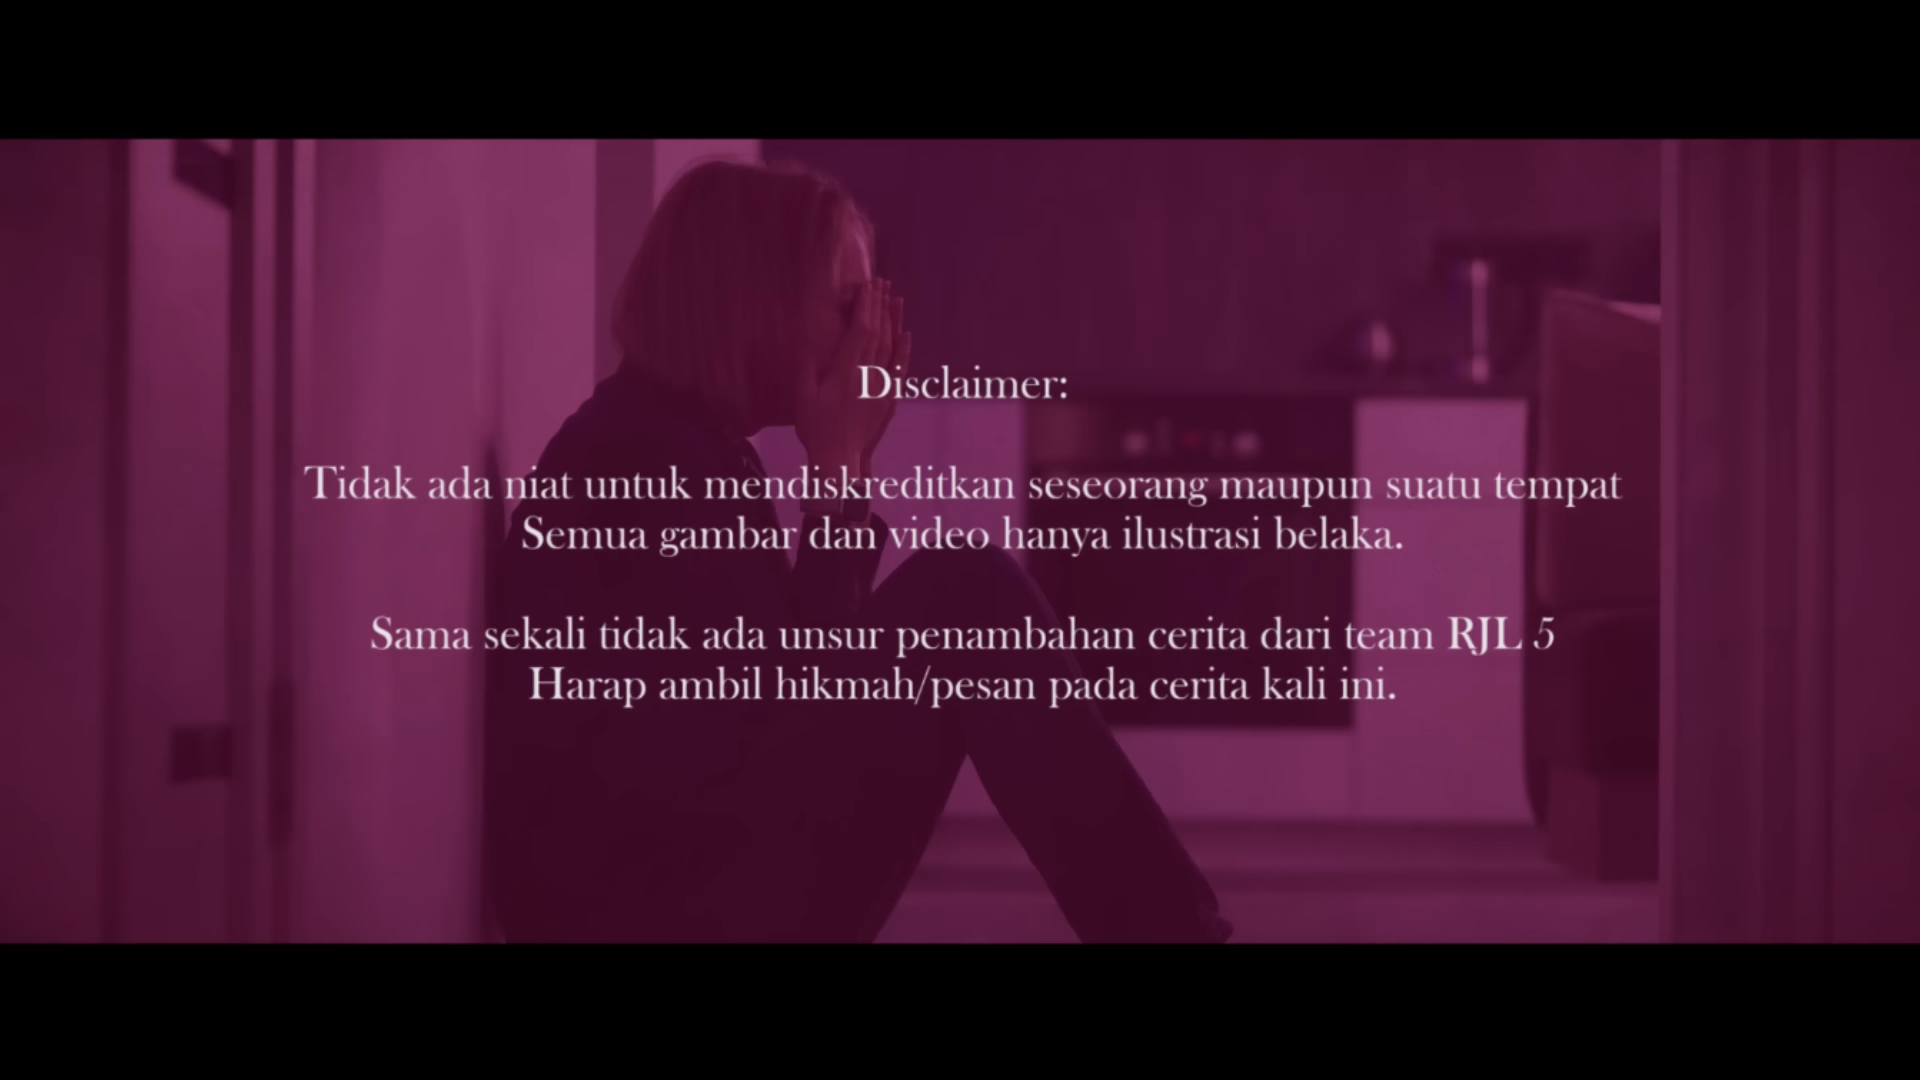 Disclaimer:
Tidak ada niat untuk mendiskreditkan seseorang maupun suatu tempat
Semua gambar dan video hanya ilustrasi belaka.
Sama sekali tidak ada unsur penambahan cerita dari team RJL 5
Harap ambil hikmah/pesan pada cerita kali ini.